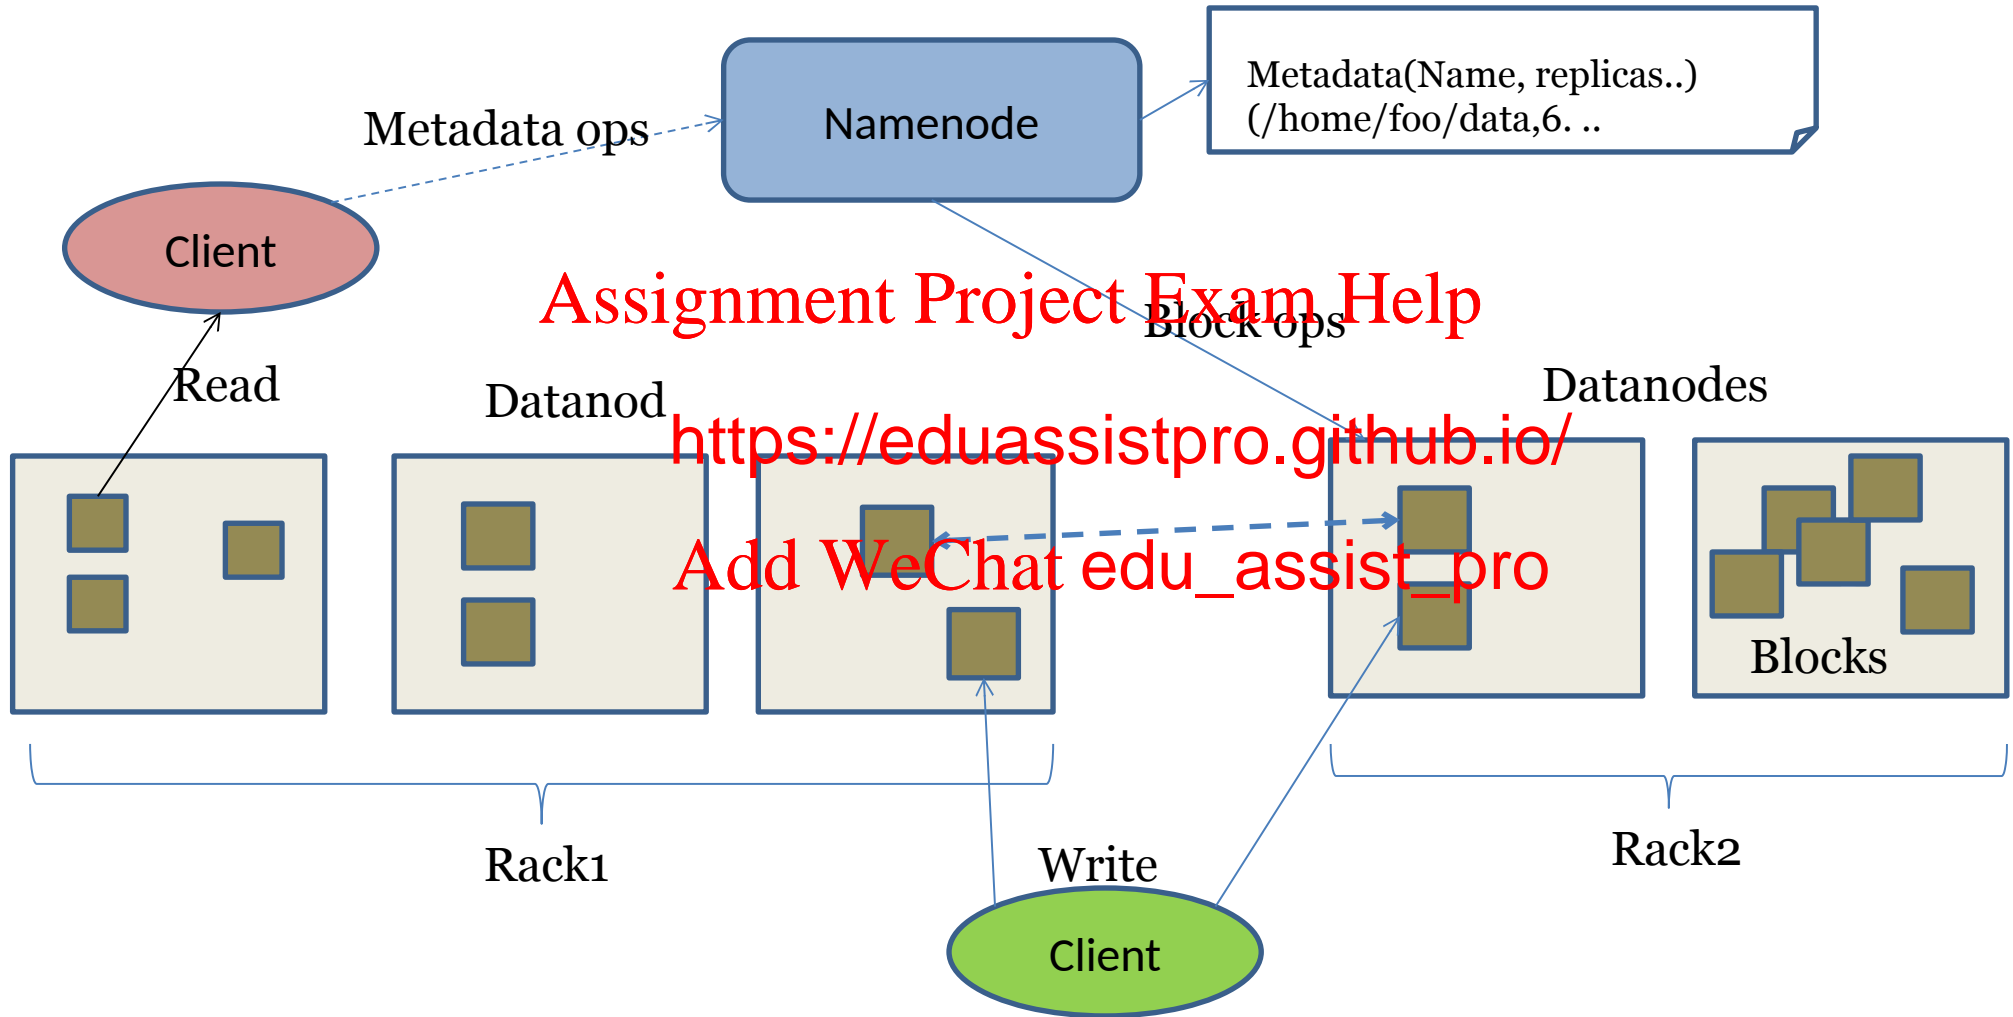 Metadata(Name, replicas..)
(/home/foo/data,6. ..
Metadata ops
Namenode
Client
Assignment Project Exam Help
Block ops
Read
Datanod
Datanodes
https://eduassistpro.github.io/
Add WeChat edu_assist_pro
Blocks
Rack1
Write
Rack2
Client